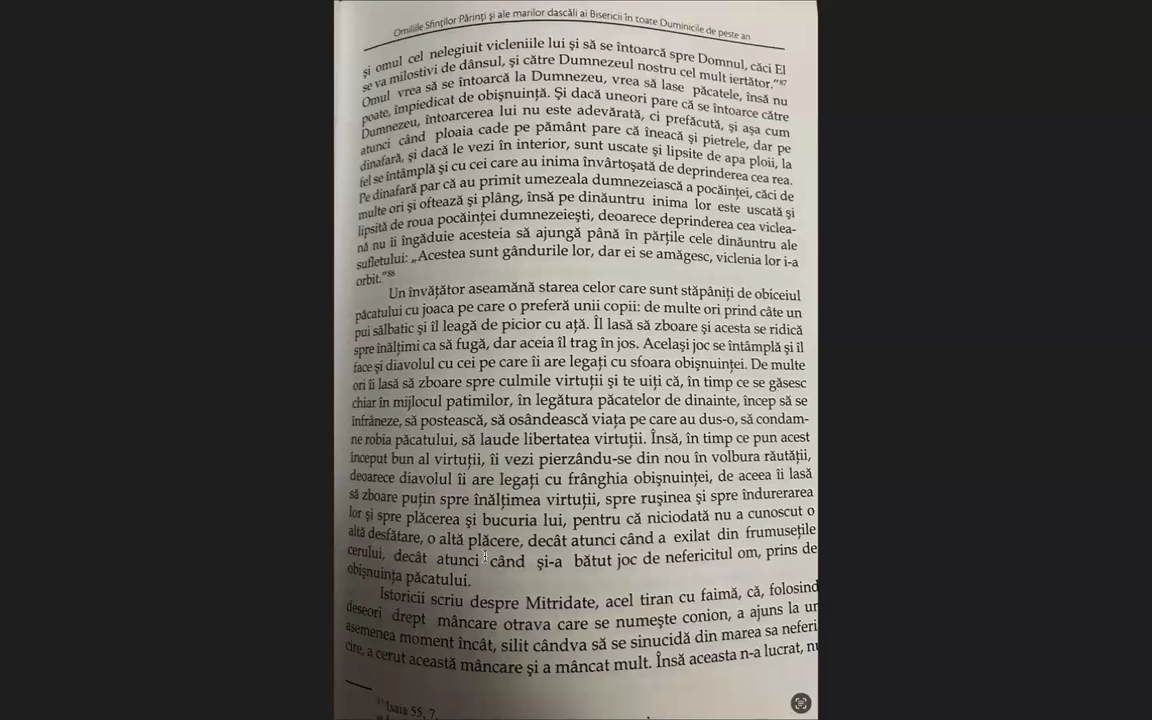 Omiliile Sfinților Părinți și ale marilor dascăli ai Bisericii în toate Duminicile de peste an
și omul cel nelegiuit vicleniile lui și să se întoarcă spre Domnul, căci El
se va milostivi de dânsul, și către Dumnezeul nostru cel mult iertător.”⁸⁷
Omul vrea să se întoarcă la Dumnezeu, vrea să lase păcatele, însă nu
poate, împiedicat de obișnuință. Și dacă uneori pare că se întoarce către
Dumnezeu, întoarcerea lui nu este adevărată, ci prefăcută, și așa cum
atunci când ploaia cade pe pământ pare că îneacă și pietrele, dar pe
dinafară, și dacă le vezi în interior, sunt uscate și lipsite de apa ploii, la
fel se întâmplă și cu cei care au inima învârtoșată de deprinderea cea rea.
Pe dinafară par că au primit umezeala dumnezeiască a pocăinței, căci de
multe ori și oftează și plâng, însă pe dinăuntru inima lor este uscată și
lipsită de roua pocăinței dumnezeiești, deoarece deprinderea cea viclea-
nă nu îi îngăduie acesteia să ajungă până în părțile cele dinăuntru ale
sufletului: „Acestea sunt gândurile lor, dar ei se amăgesc, viclenia lor i-a
orbit.”⁸⁸
Un învățător aseamănă starea celor care sunt stăpâniți de obiceiul
păcatului cu joaca pe care o preferă unii copii: de multe ori prind câte un
pui sălbatic și îl leagă de picior cu ață. Îl lasă să zboare și acesta se ridică
spre înălțimi ca să fugă, dar aceia îl trag în jos. Același joc se întâmplă și îl
face și diavolul cu cei pe care îi are legați cu sfoara obișnuinței. De multe
ori îi lasă să zboare spre culmile virtuții și te uiți că, în timp ce se găsesc
chiar în mijlocul patimilor, în legătura păcatelor de dinainte, încep să se
înfrâneze, să postească, să osândească viața pe care au dus-o, să condam-
ne robia păcatului, să laude libertatea virtuții. Însă, în timp ce pun acest
început bun al virtuții, îi vezi pierzându-se din nou în volbura răutății,
deoarece diavolul îi are legați cu frânghia obișnuinței, de aceea îi lasă
să zboare puțin spre înălțimea virtuții, spre rușinea și spre îndurerarea
lor și spre plăcerea și bucuria lui, pentru că niciodată nu a cunoscut o
altă desfătare, o altă plăcere, decât atunci când a exilat din frumusețile
cerului, decât atunci când și-a bătut joc de nefericitul om, prins de
obișnuința păcatului.
Istoricii scriu despre Mitridate, acel tiran cu faimă, că, folosind
deseori drept mâncare otrava care se numește conion, a ajuns la un
asemenea moment încât, silit cândva să se sinucidă din marea sa neferi
cire, a cerut această mâncare și a mâncat mult. Însă aceasta n-a lucrat, nu
⁸⁷ Isaia 55, 7.